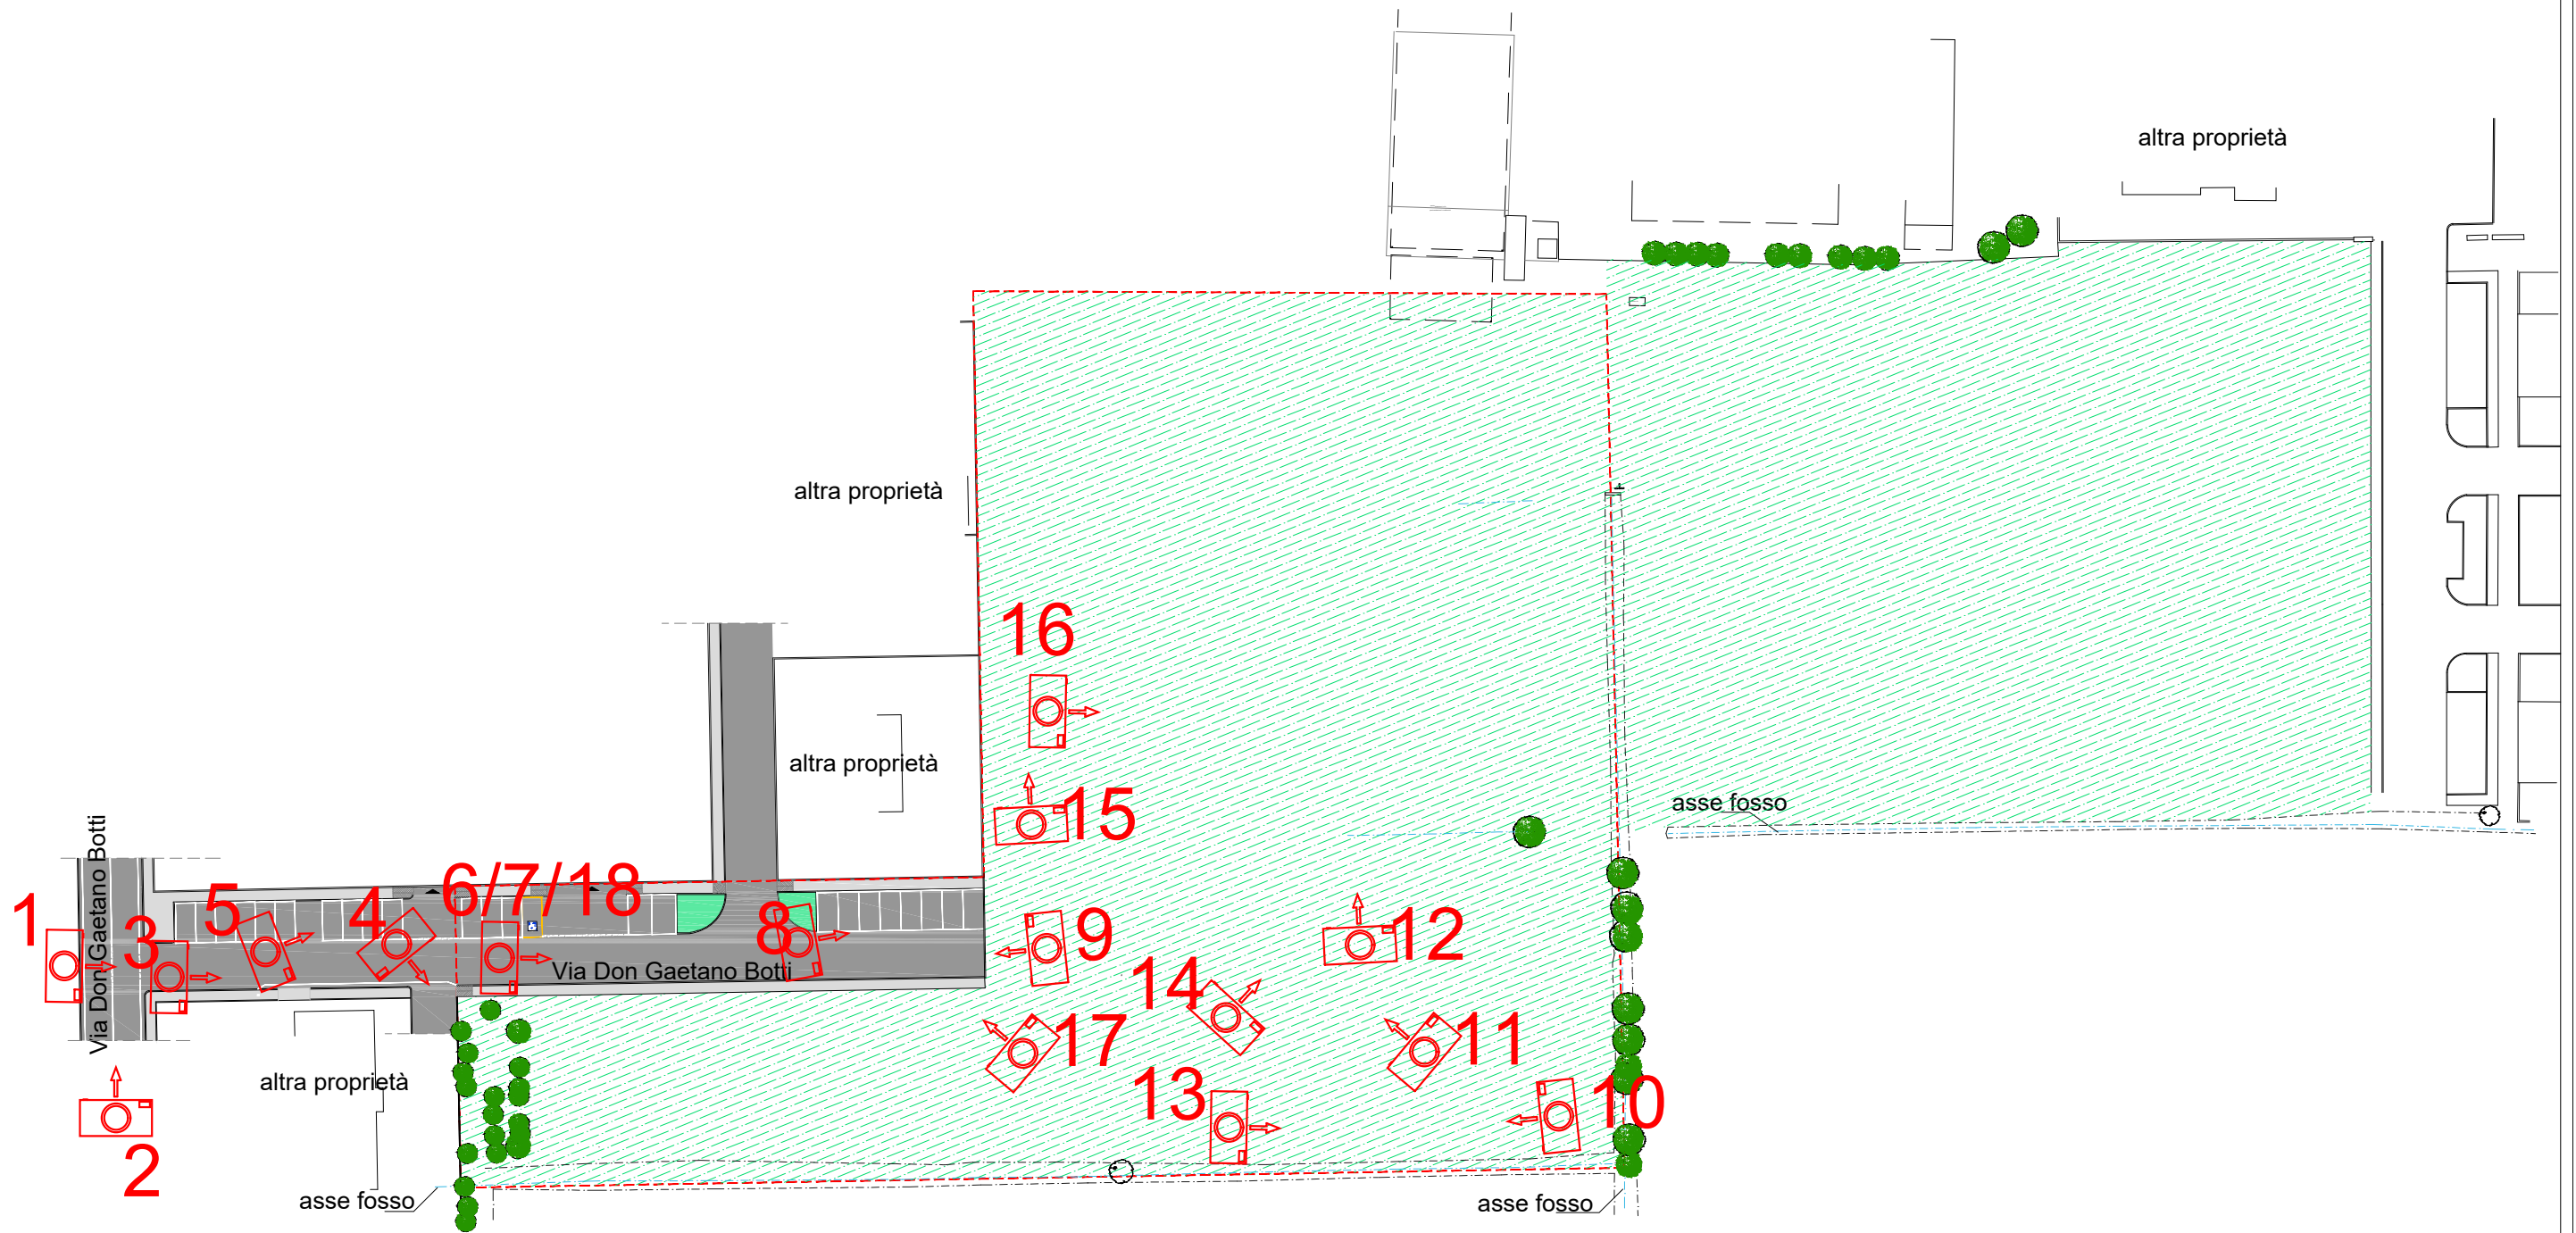 altra proprietà
altra proprietà
16
altra proprietà
15
asse fosso
Via Don Gaetano Botti
1
3
5
4
6/7/18
8
9
12
Via Don Gaetano Botti
14
17
11
13
10
altra proprietà
2
asse fosso
asse fosso